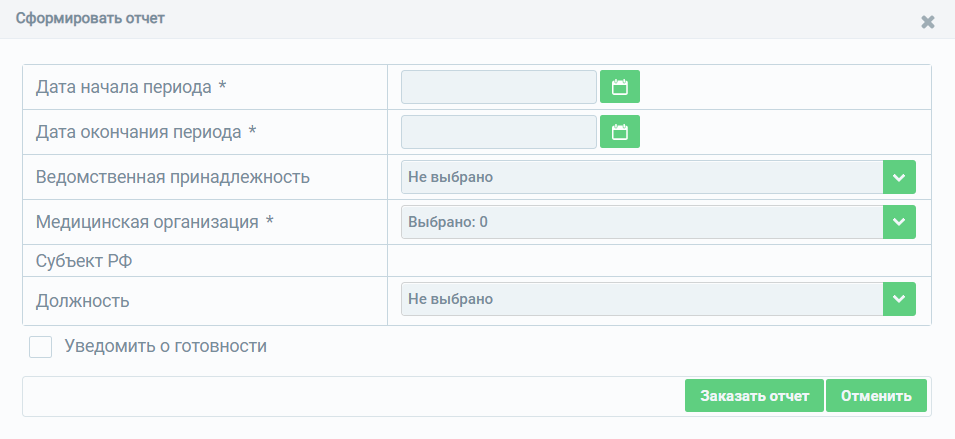 Сформировать отчет
Дата начала периода *
Дата окончания периода *
Ведомственная принадлежность
Не выбрано
Медицинская организация *
Выбрано: 0
Субъект РФ
Должность
Не выбрано
Уведомить о готовности
Заказать отчет
Отменить